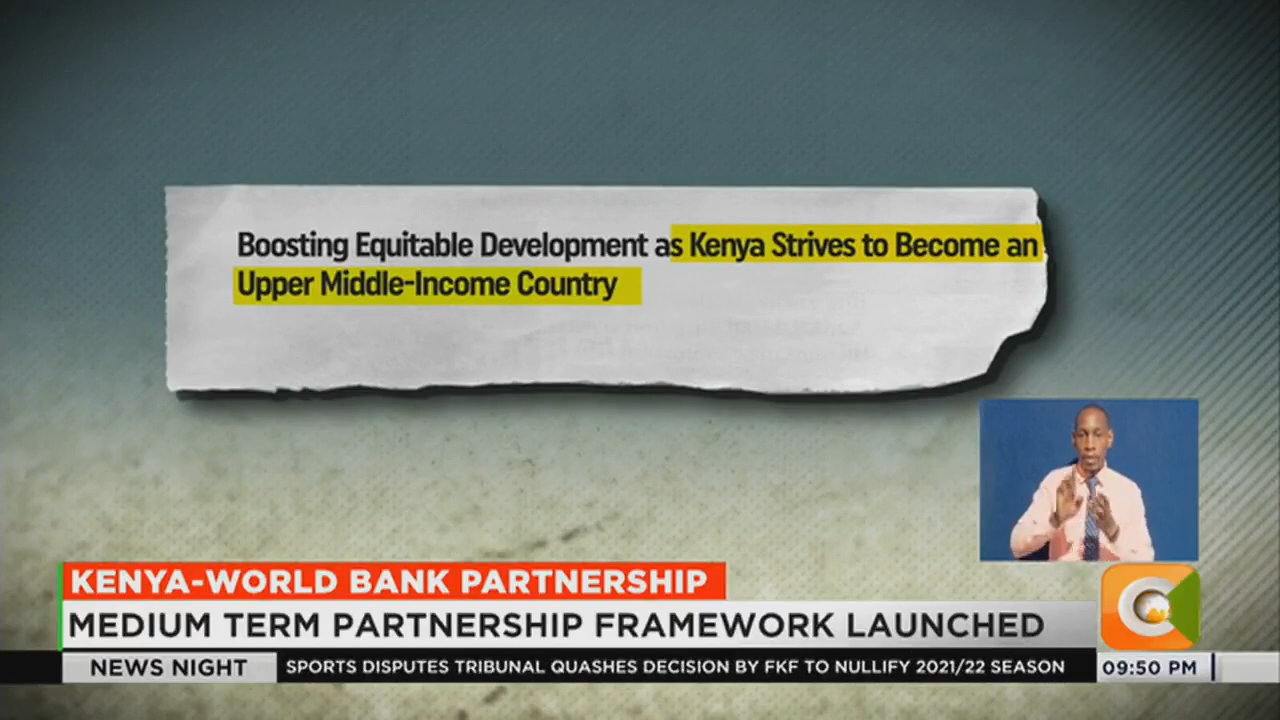 Boosting Equitable Development as Kenya Strives to Become an
Upper Middle-Income Country
KENYA-WORLD BANK PARTNERSHIP
MEDIUM TERM PARTNERSHIP FRAMEWORK LAUNCHED
NEWS NIGHT
SPORTS DISPUTES TRIBUNAL QUASHES DECISION BY FKF TO NULLIFY 2021/22 SEASON
09:50 PM